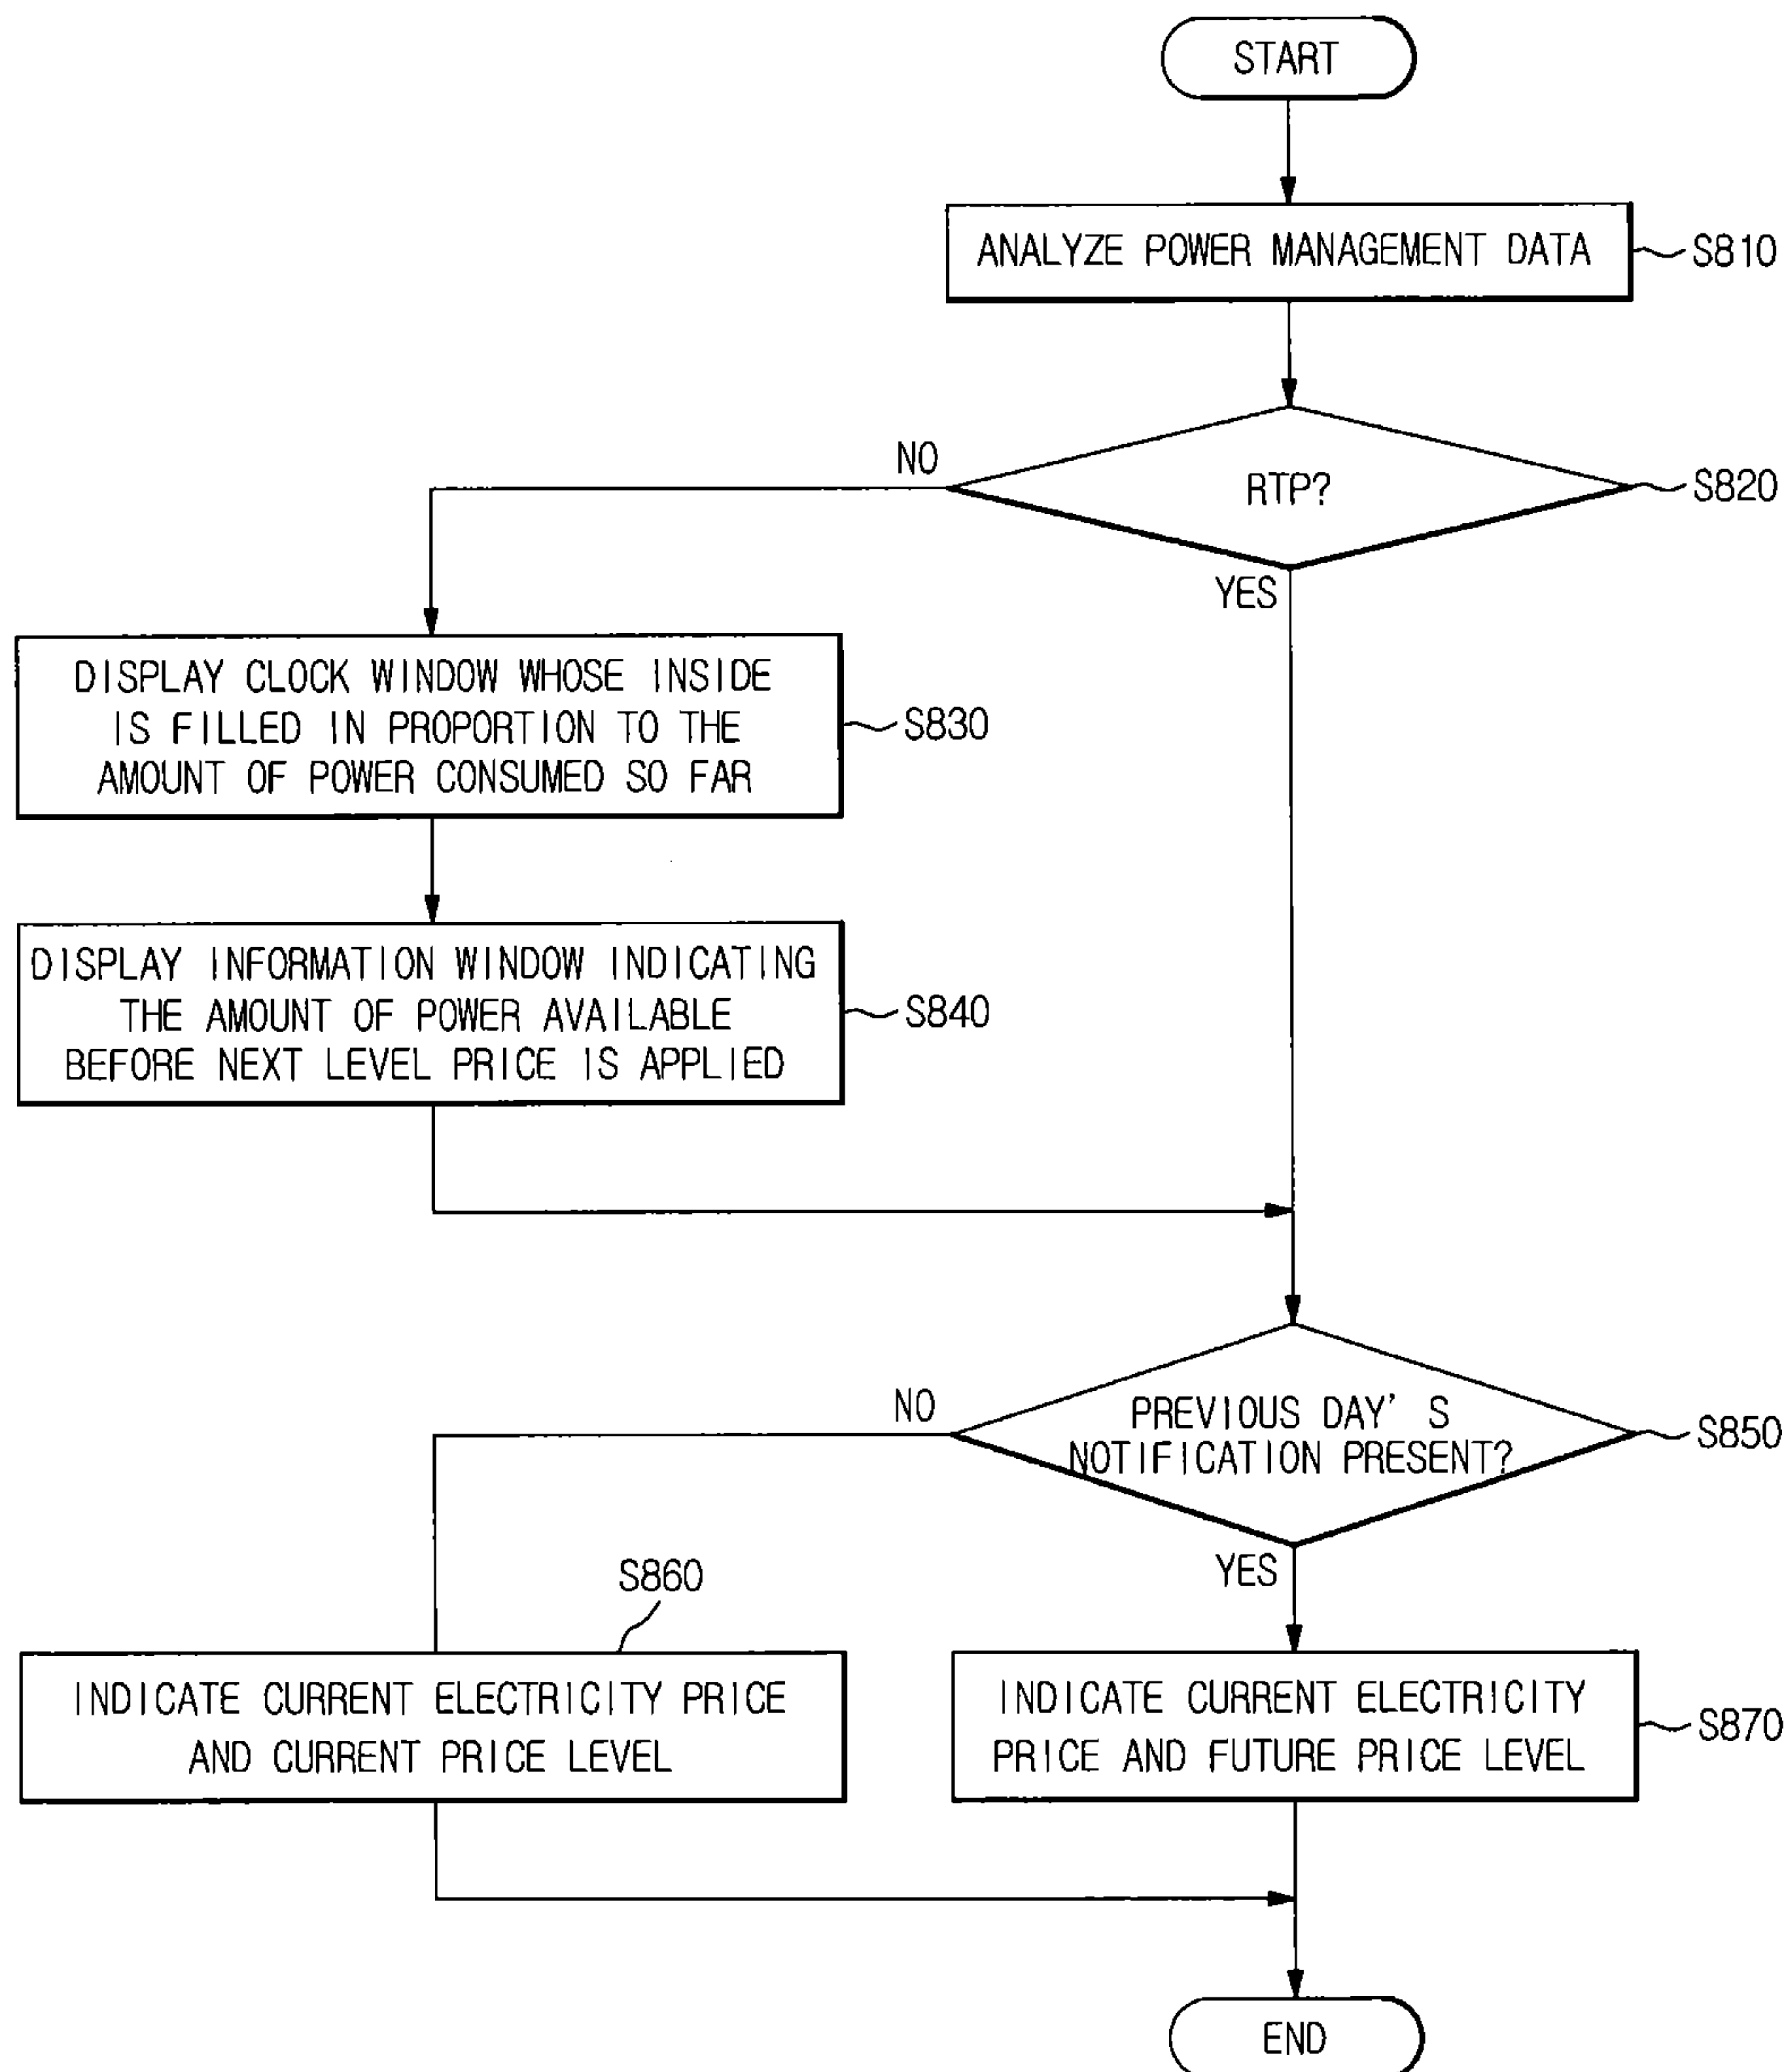 START
ANALYZE POWER MANAGEMENT DATA
S810
NO
RTP?
S820
YES
DISPLAY CLOCK WINDOW WHOSE INSIDE
IS FILLED IN PROPORTION TO THE
AMOUNT OF POWER CONSUMED SO FAR
S830
DISPLAY INFORMATION WINDOW INDICATING
THE AMOUNT OF POWER AVAILABLE
BEFORE NEXT LEVEL PRICE IS APPLIED
S840
NO
PREVIOUS DAY' S
NOTIFICATION PRESENT?
S850
YES
S860
INDICATE CURRENT ELECTRICITY PRICE
AND CURRENT PRICE LEVEL
INDICATE CURRENT ELECTRICITY
PRICE AND FUTURE PRICE LEVEL
S870
END